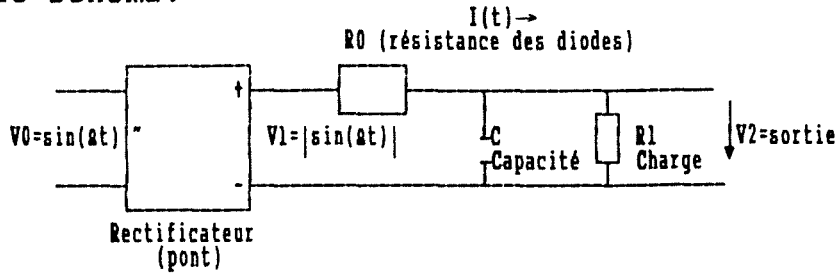 I(t)→
R0 (résistance des diodes)
+
V0=sin(Ωt)
~
V1=|sin(Ωt)|
C
Capacité
R1
Charge
V2=sortie
-
Rectificateur
(pont)